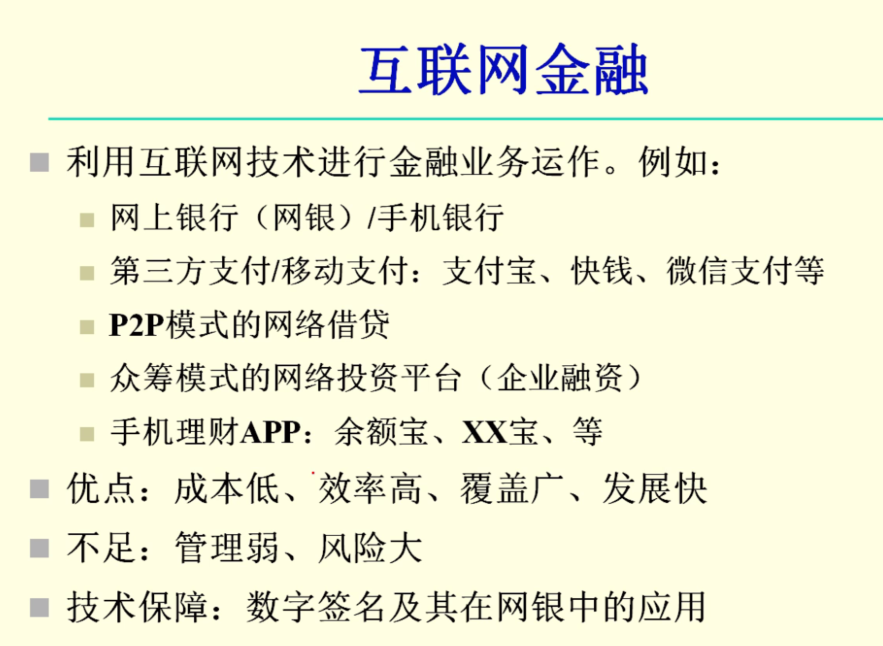 互联网金融
利用互联网技术进行金融业务运作。例如：
网上银行（网银）/手机银行
第三方支付/移动支付：支付宝、快钱、微信支付等
P2P模式的网络借贷
众筹模式的网络投资平台（企业融资）
手机理财APP：余额宝、XX宝、等
优点：成本低、效率高、覆盖广、发展快
不足：管理弱、风险大
技术保障：数字签名及其在网银中的应用